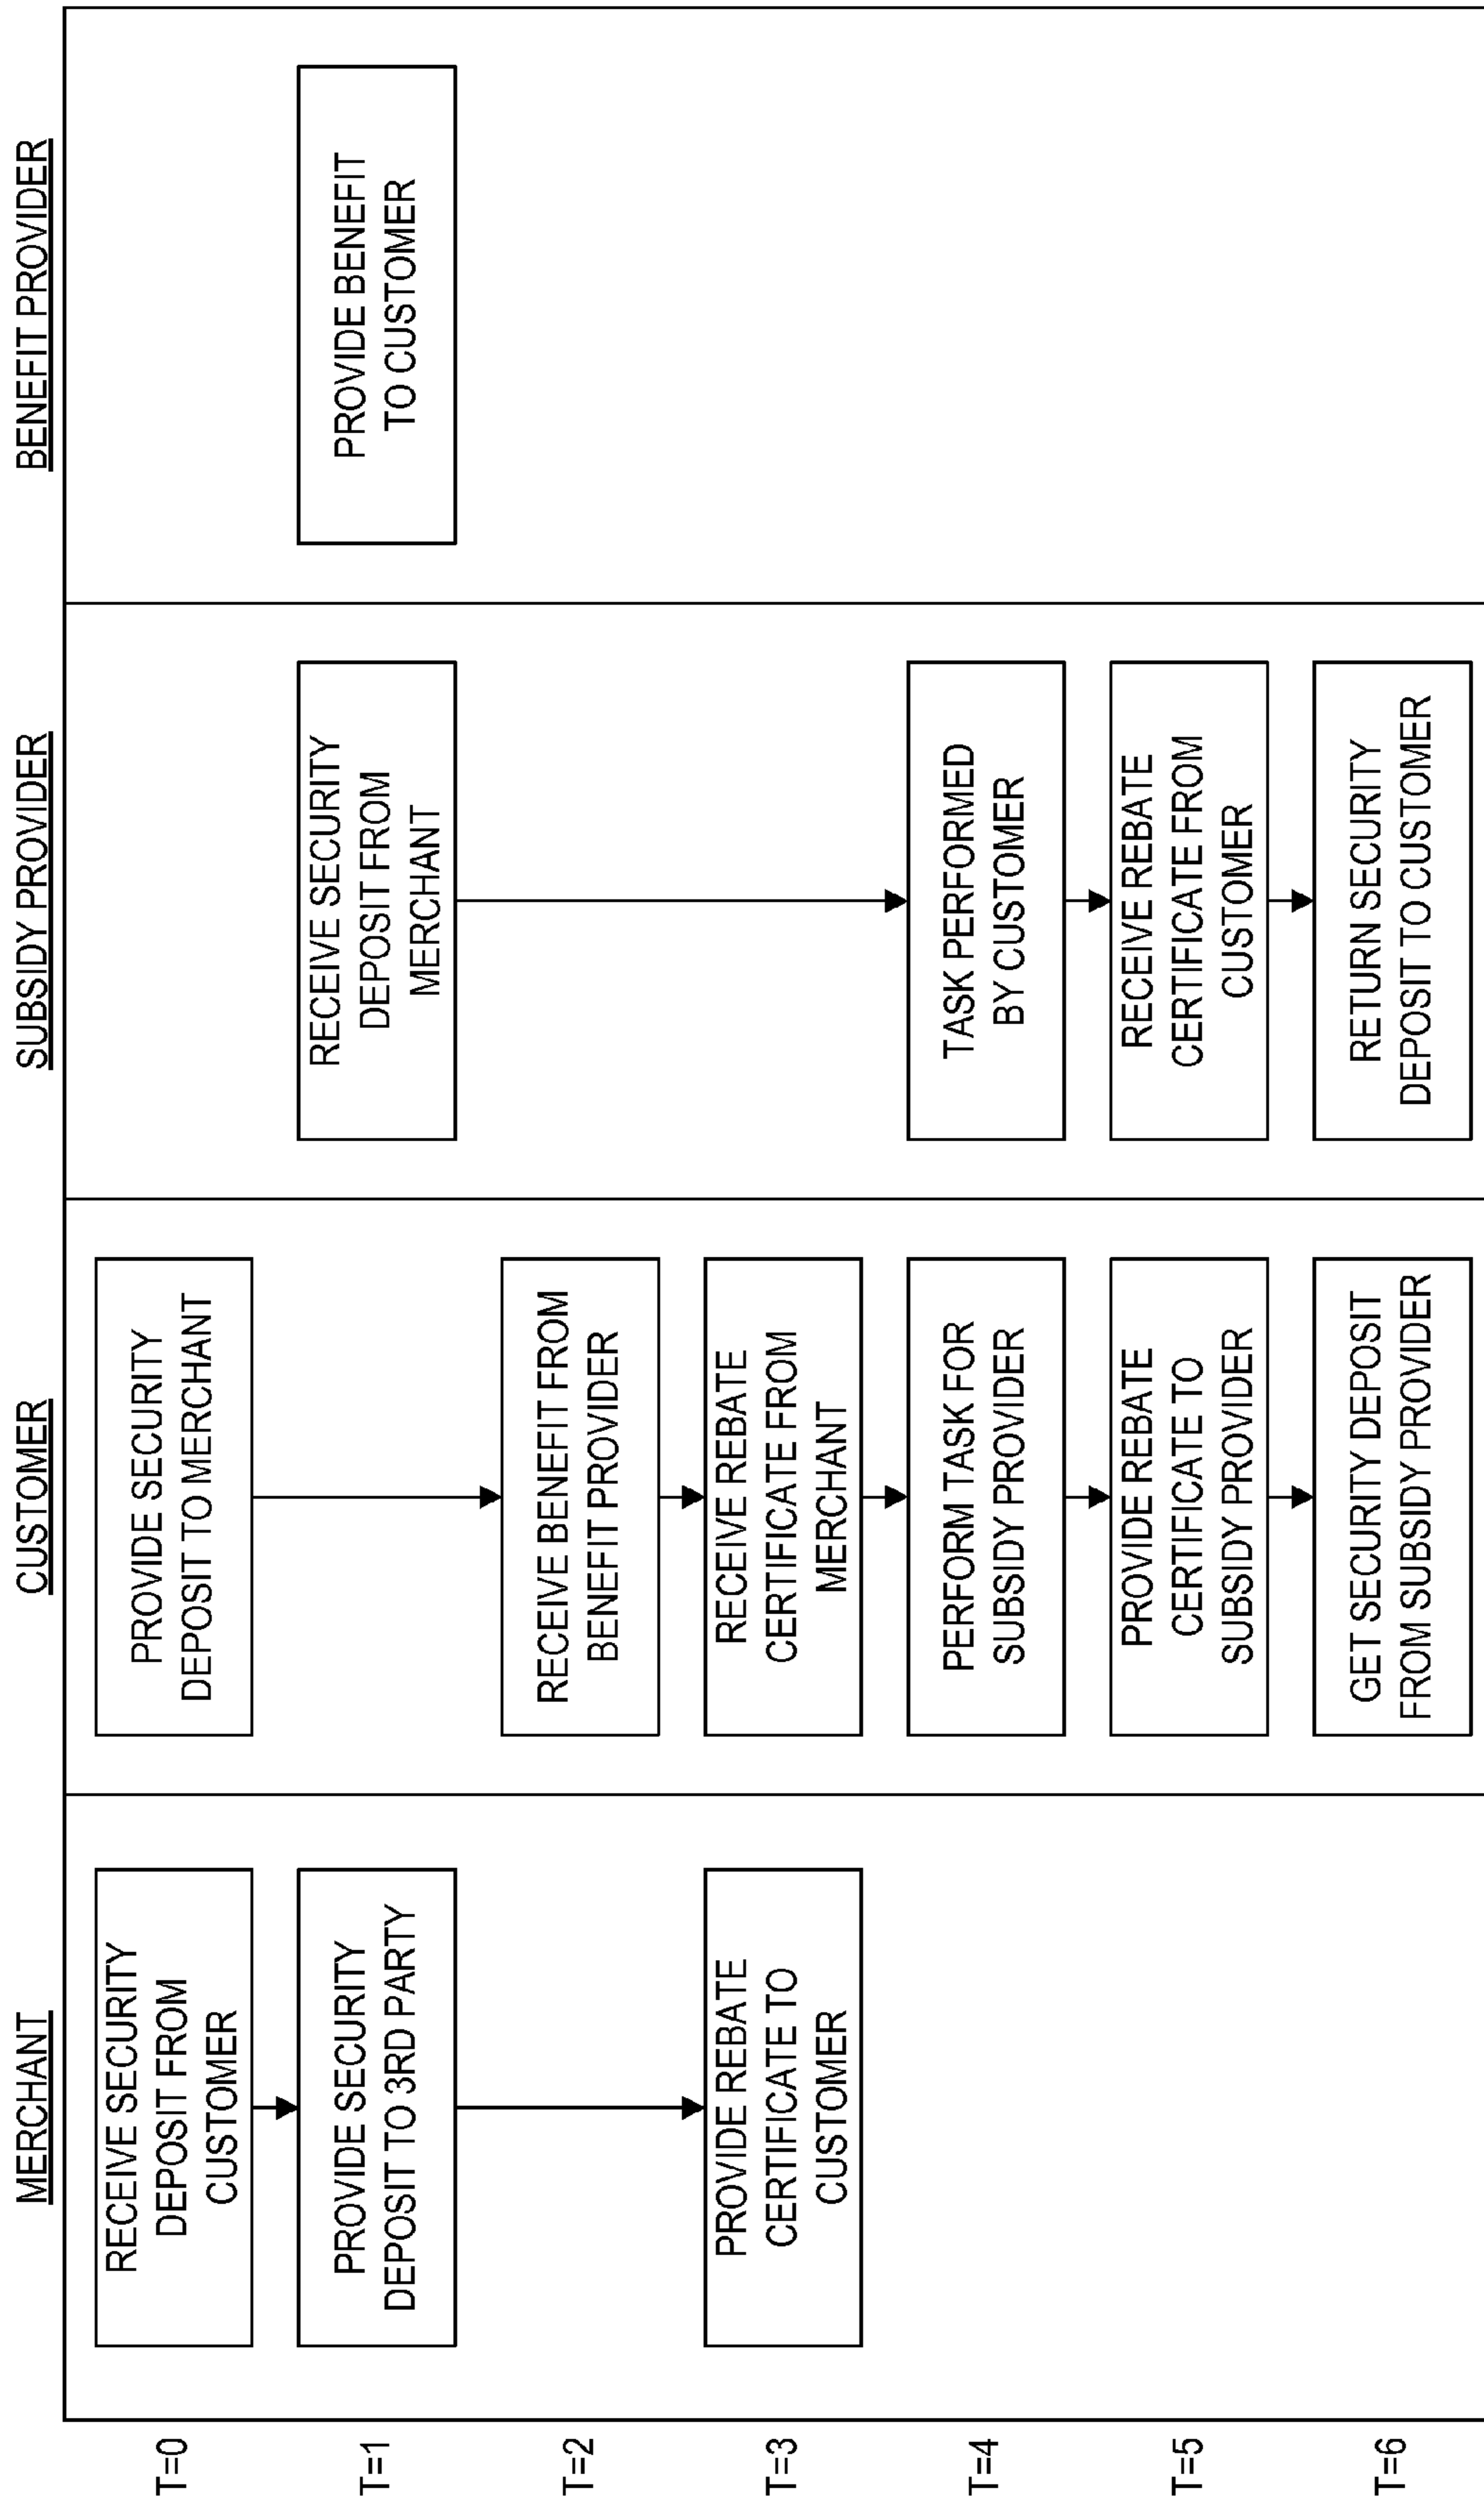 MERCHANT
CUSTOMER
SUBSIDY PROVIDER
BENEFIT PROVIDER
T=0
RECEIVE SECURITY
DEPOSIT FROM
CUSTOMER
PROVIDE SECURITY
DEPOSIT TO MERCHANT
T=1
PROVIDE SECURITY
DEPOSIT TO 3RD PARTY
RECEIVE SECURITY
DEPOSIT FROM
MERCHANT
PROVIDE BENEFIT
TO CUSTOMER
T=2
RECEIVE BENEFIT FROM
BENEFIT PROVIDER
T=3
PROVIDE REBATE
CERTIFICATE TO
CUSTOMER
RECEIVE REBATE
CERTIFICATE FROM
MERCHANT
T=4
PERFORM TASK FOR
SUBSIDY PROVIDER
TASK PERFORMED
BY CUSTOMER
T=5
PROVIDE REBATE
CERTIFICATE TO
SUBSIDY PROVIDER
RECEIVE REBATE
CERTIFICATE FROM
CUSTOMER
T=6
GET SECURITY DEPOSIT
FROM SUBSIDY PROVIDER
RETURN SECURITY
DEPOSIT TO CUSTOMER